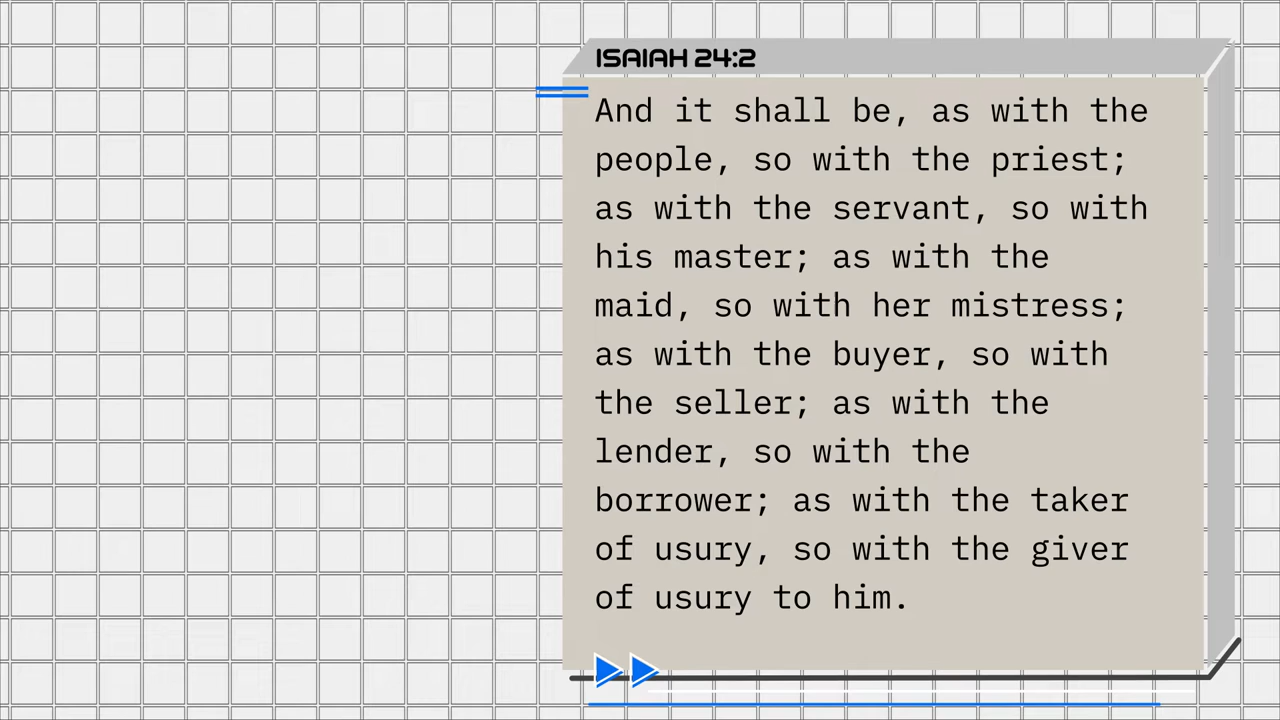 ISAIAH 24:2
And it shall be, as with the
people, so with the priest;
as with the servant, so with
his master; as with the
maid, so with her mistress;
as with the buyer, so with
the seller; as with the
lender, so with the
borrower; as with the taker
of usury, so with the giver
of usury to him.